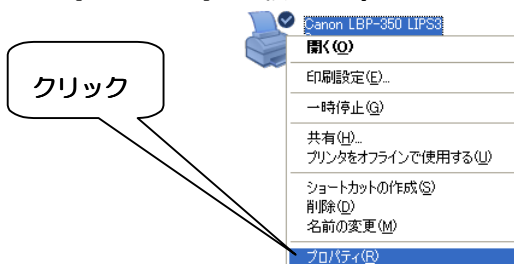 Canon LBP-350 LIPS3
開く(O)
印刷設定(E)...
クリック
一時停止(G)
共有(H)...
プリンタをオフラインで使用する(U)
ショートカットの作成(S)
削除(D)
名前の変更(M)
プロパティ(R)